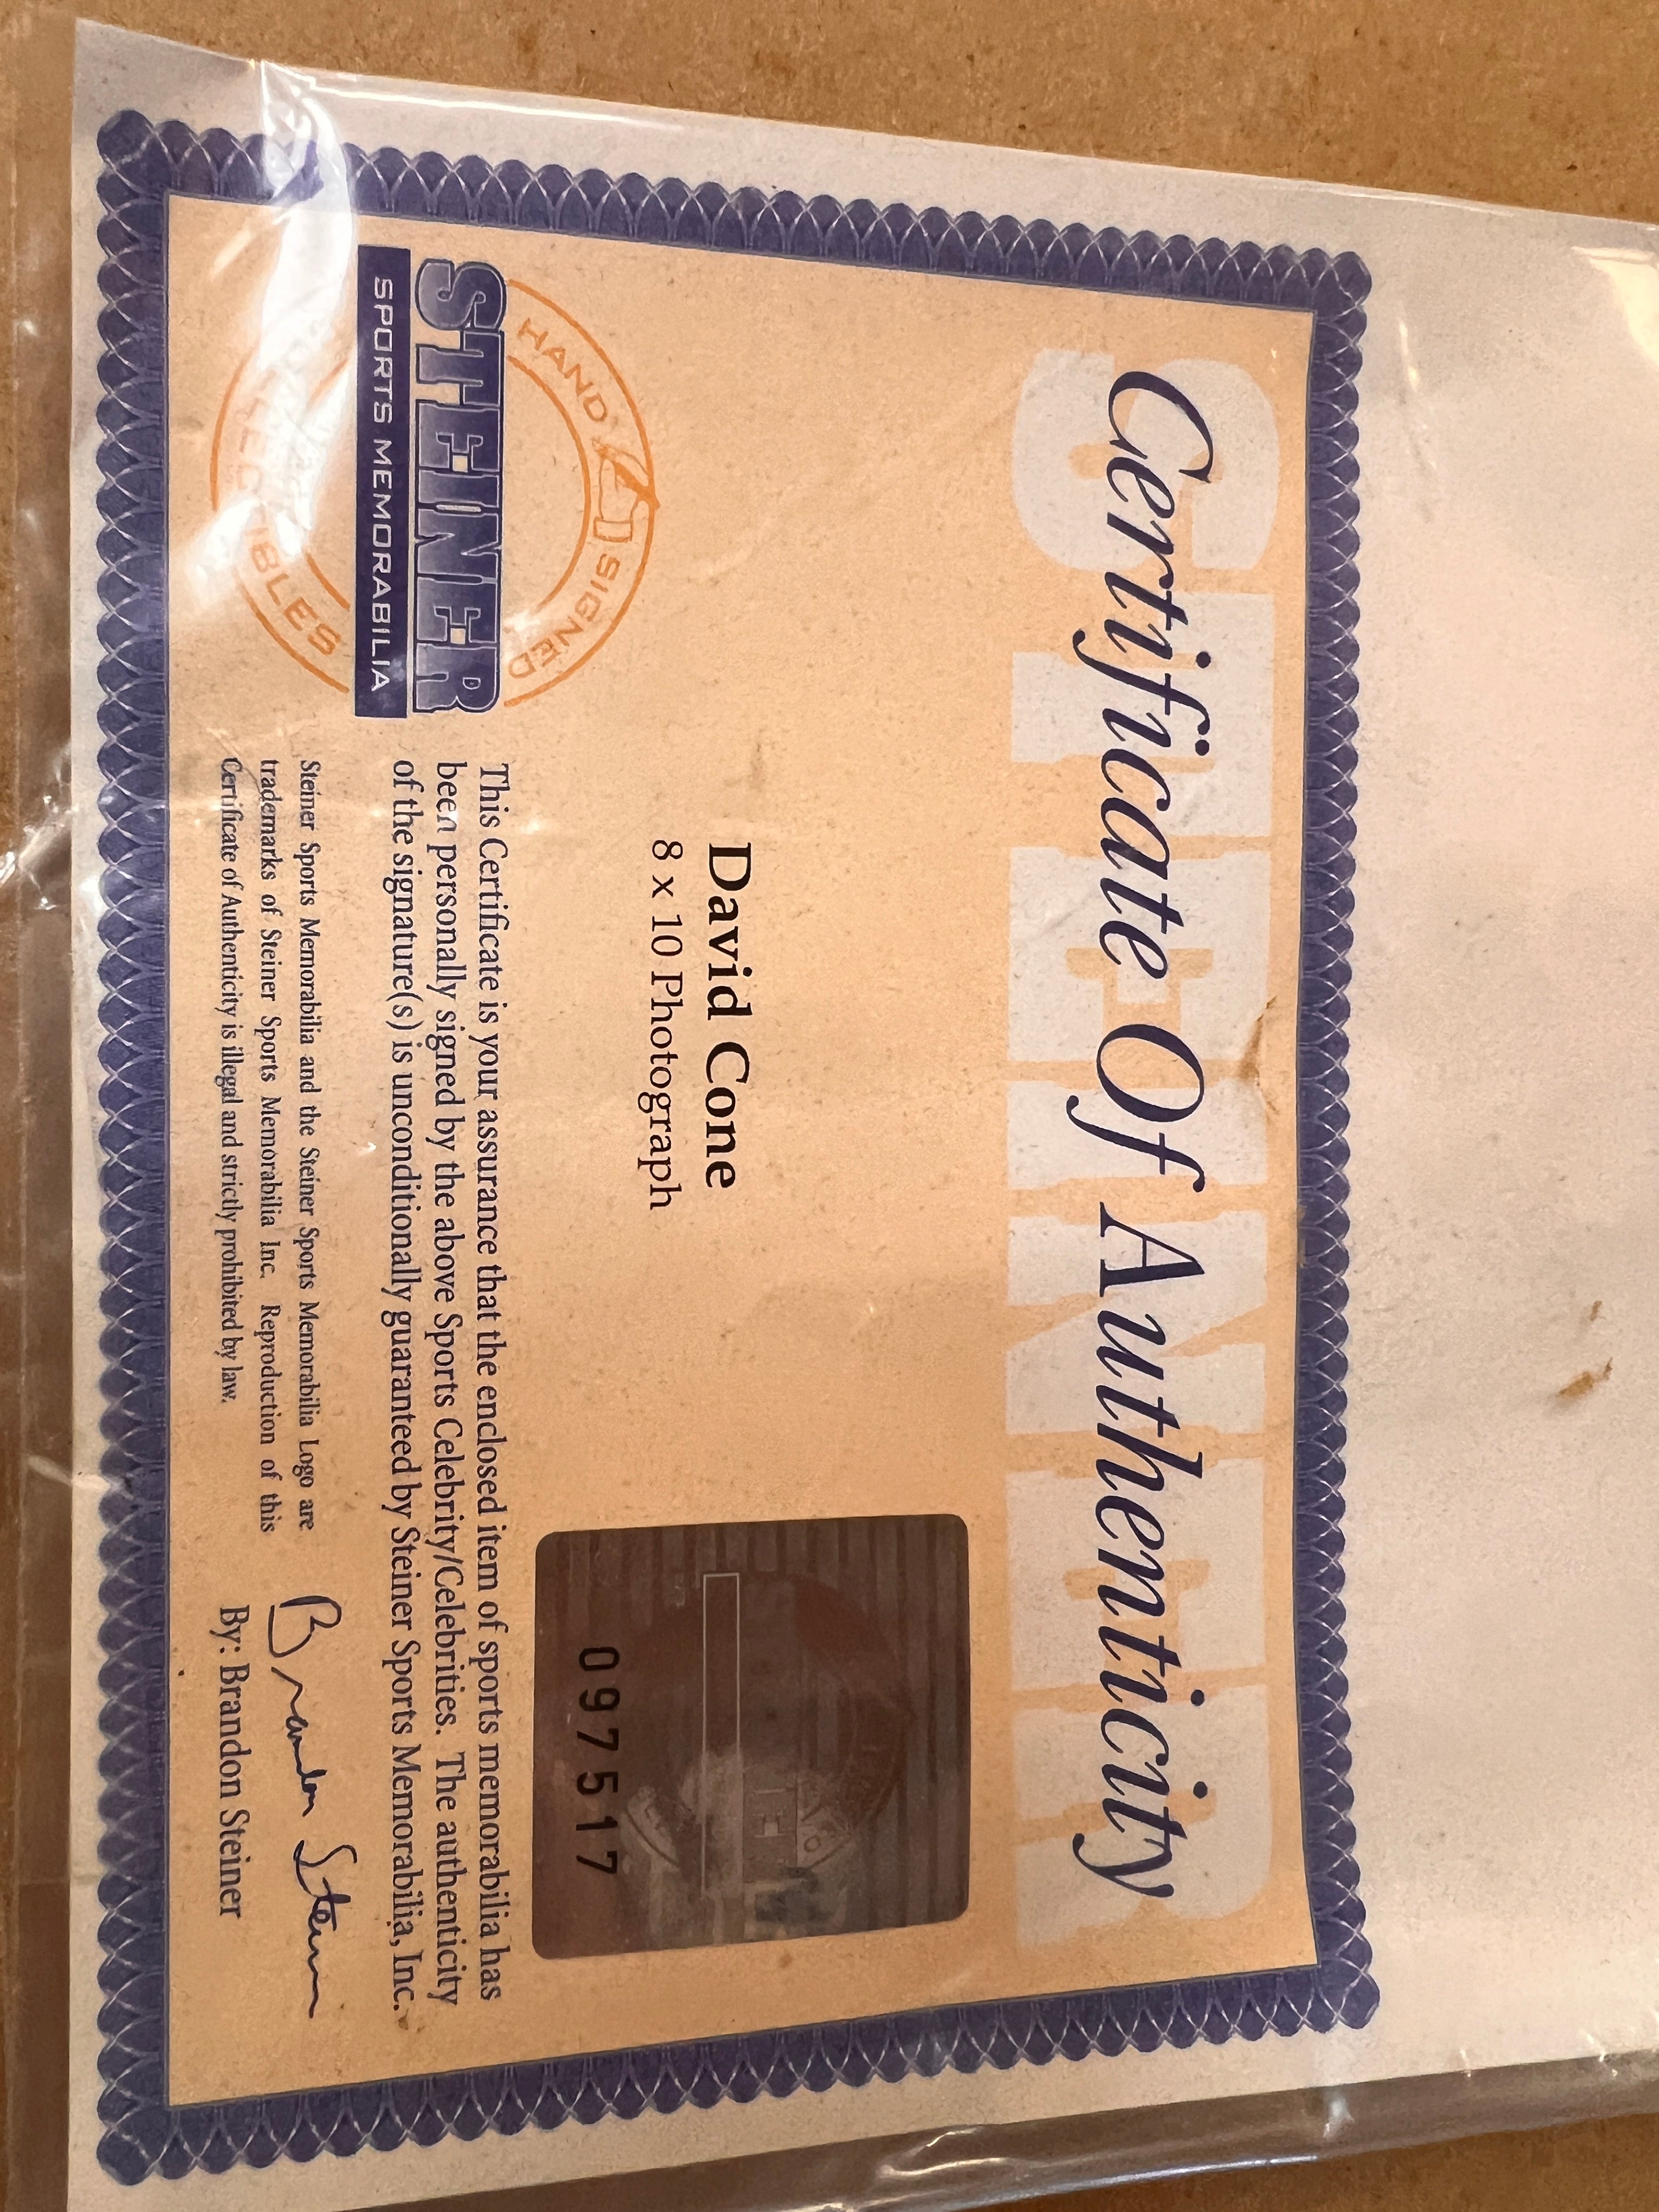 STEINER
Certificate Of Authenticity
David Cone
8 x 10 Photograph
097517
HAND SIGNED
STEINER
SPORTS MEMORABILIA
This Certificate is your assurance that the enclosed item of sports memorabilia has
been personally signed by the above Sports Celebrity/Celebrities. The authenticity
of the signature(s) is unconditionally guaranteed by Steiner Sports Memorabilia, Inc.
Steiner Sports Memorabilia and the Steiner Sports Memorabilia Logo are
trademarks of Steiner Sports Memorabilia Inc. Reproduction of this
Certificate of Authenticity is illegal and strictly prohibited by law.
Brandon Steiner
By: Brandon Steiner